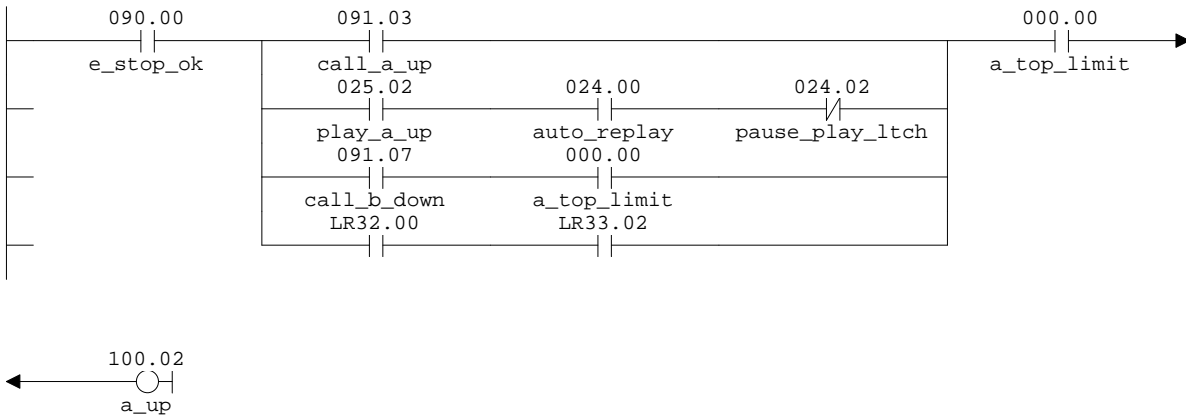 090.00 091.03 000.00
e_stop_ok call_a_up a_top_limit
025.02 024.00 024.02
play_a_up auto_replay pause_play_ltch
091.07 000.00
call_b_down a_top_limit
LR32.00 LR33.02
100.02
a_up